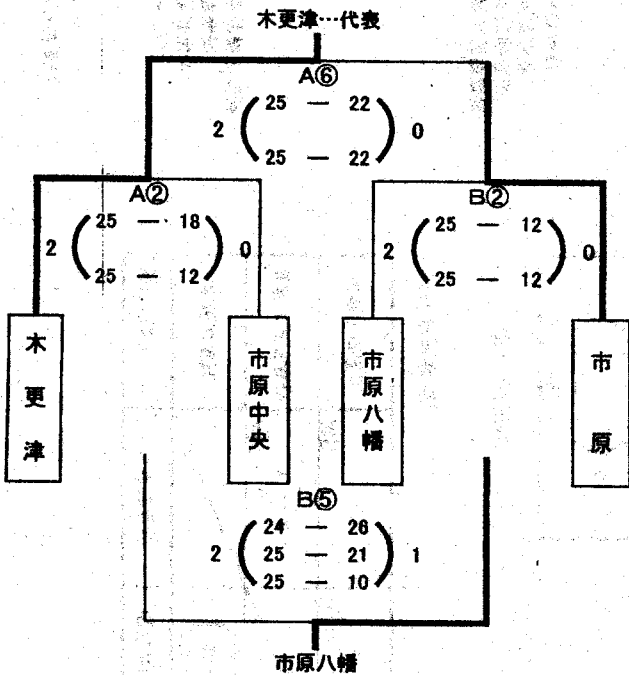 木更津…代表
A⑥
25 — 22
2 0
25 — 22
A② B②
25 — 18 25 — 12
2 0 2 0
25 — 12 25 — 12
木更津 市原中央 市原八幡 市原
B⑤
24 — 26
2 25 — 21 1
25 — 10
市原八幡